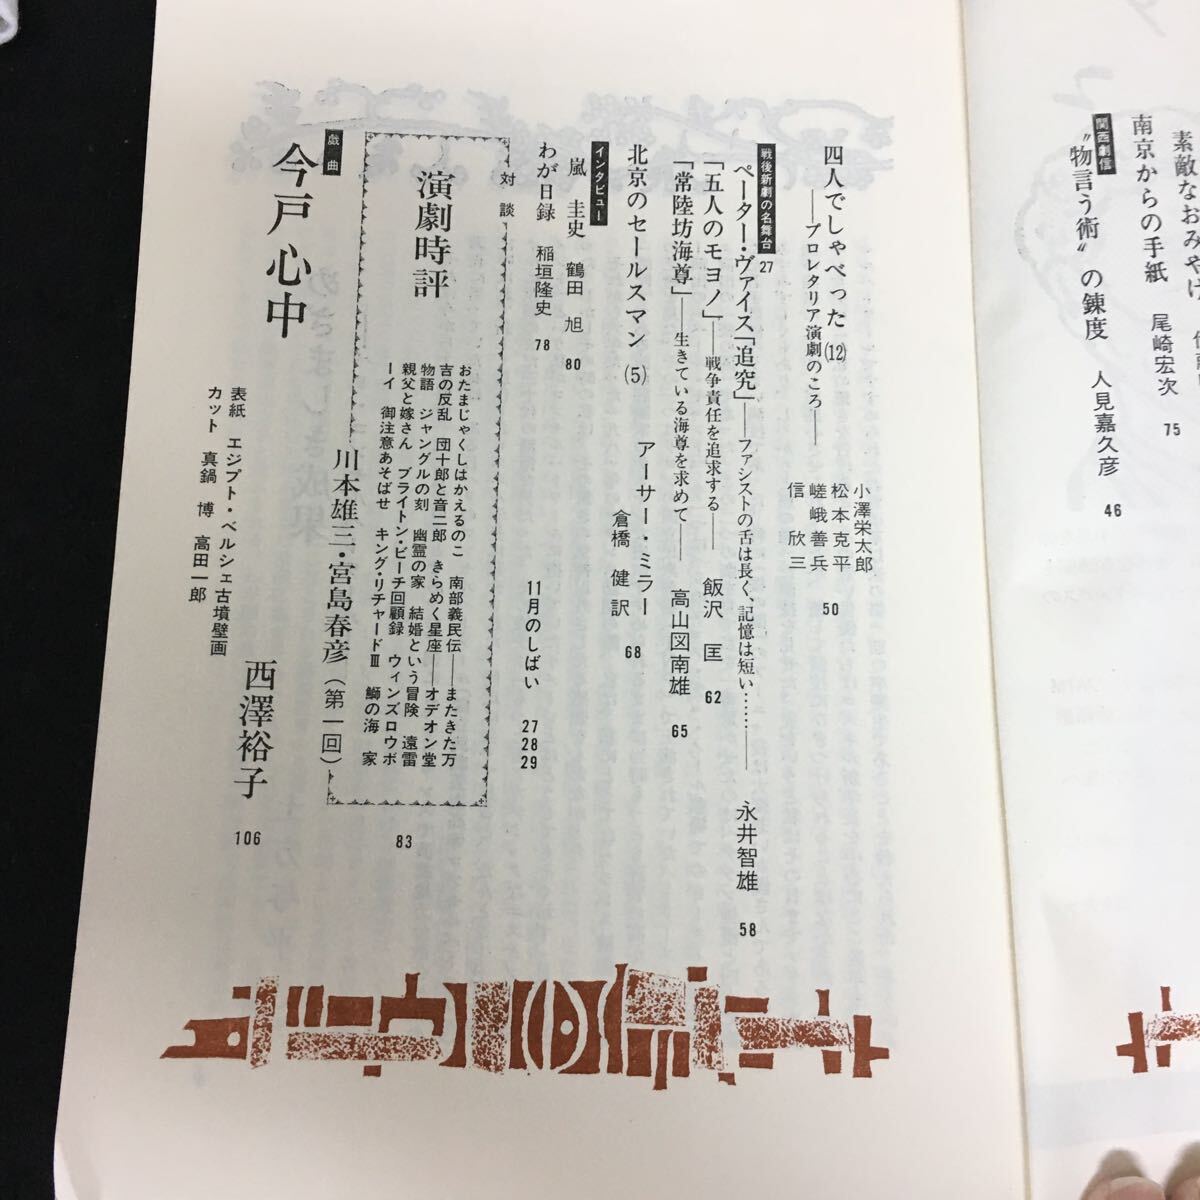 素敵なおみやげ
南京からの手紙 尾崎宏次 75
関西劇信
“物言う術”の錬度 人見嘉久彦 46
四人でしゃべった (12)
――プロレタリア演劇のころ――
小澤栄太郎
松本克平
嵯峨善兵
信欣三
50
戦後新劇の名舞台 27
ペーター・ヴァイス「追究」――ファシストの舌は長く、記憶は短い………―― 永井智雄 58
「五人のモヨノ」――戦争責任を追求する―― 飯沢匡 62
「常陸坊海尊」――生きている海尊を求めて―― 高山図南雄 65
北京のセールスマン (5)
アーサー・ミラー
倉橋健訳
68
インタビュー
嵐圭史 鶴田旭 80
わが日録 稲垣隆史 78
11月のしばい 27 28 29
対談
演劇時評
おたまじゃくしはかえるのこ 南部義民伝――またきた万
吉の反乱 団十郎と音二郎 きらめく星座――オデオン堂
物語 ジャングルの刻 幽霊の家 結婚という冒険 遠雷
親父と嫁さん ブライトン・ビーチ回顧録 ウィンズロウボ
ーイ 御注意あそばせ キング・リチャードⅢ 鰤の海 家
川本雄三・宮島春彦(第一回)
83
戯・曲
今戸心中 西澤裕子 106
表紙 エジプト・ベルシェ古墳壁画
カット 真鍋博 高田一郎